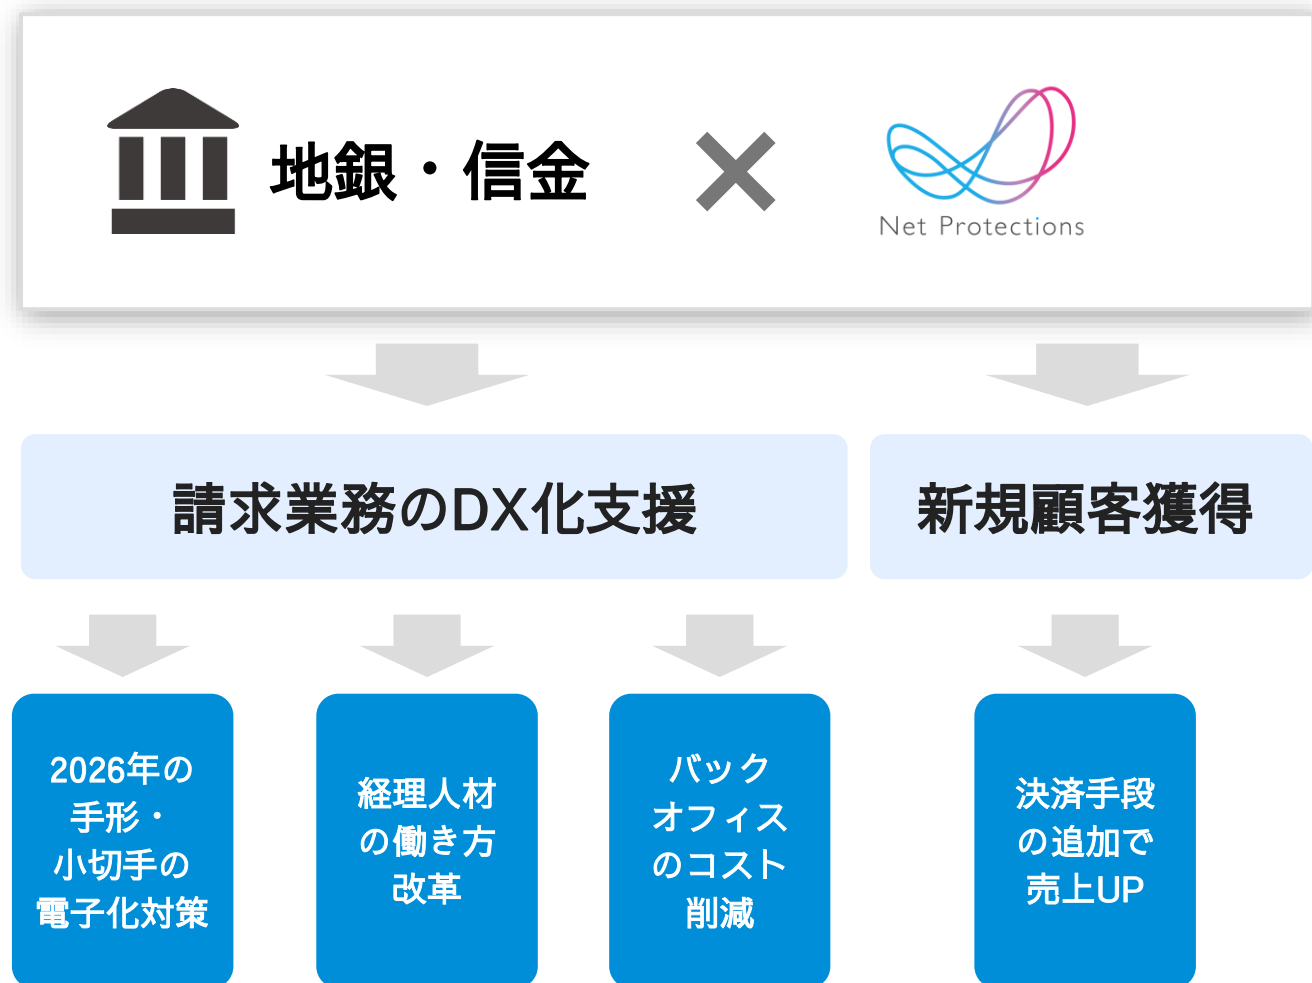 地銀・信金
Net Protections
請求業務のDX化支援
新規顧客獲得
2026年の
手形・
小切手の
電子化対策
経理人材
の働き方
改革
バック
オフィス
のコスト
削減
決済手段
の追加で
売上UP